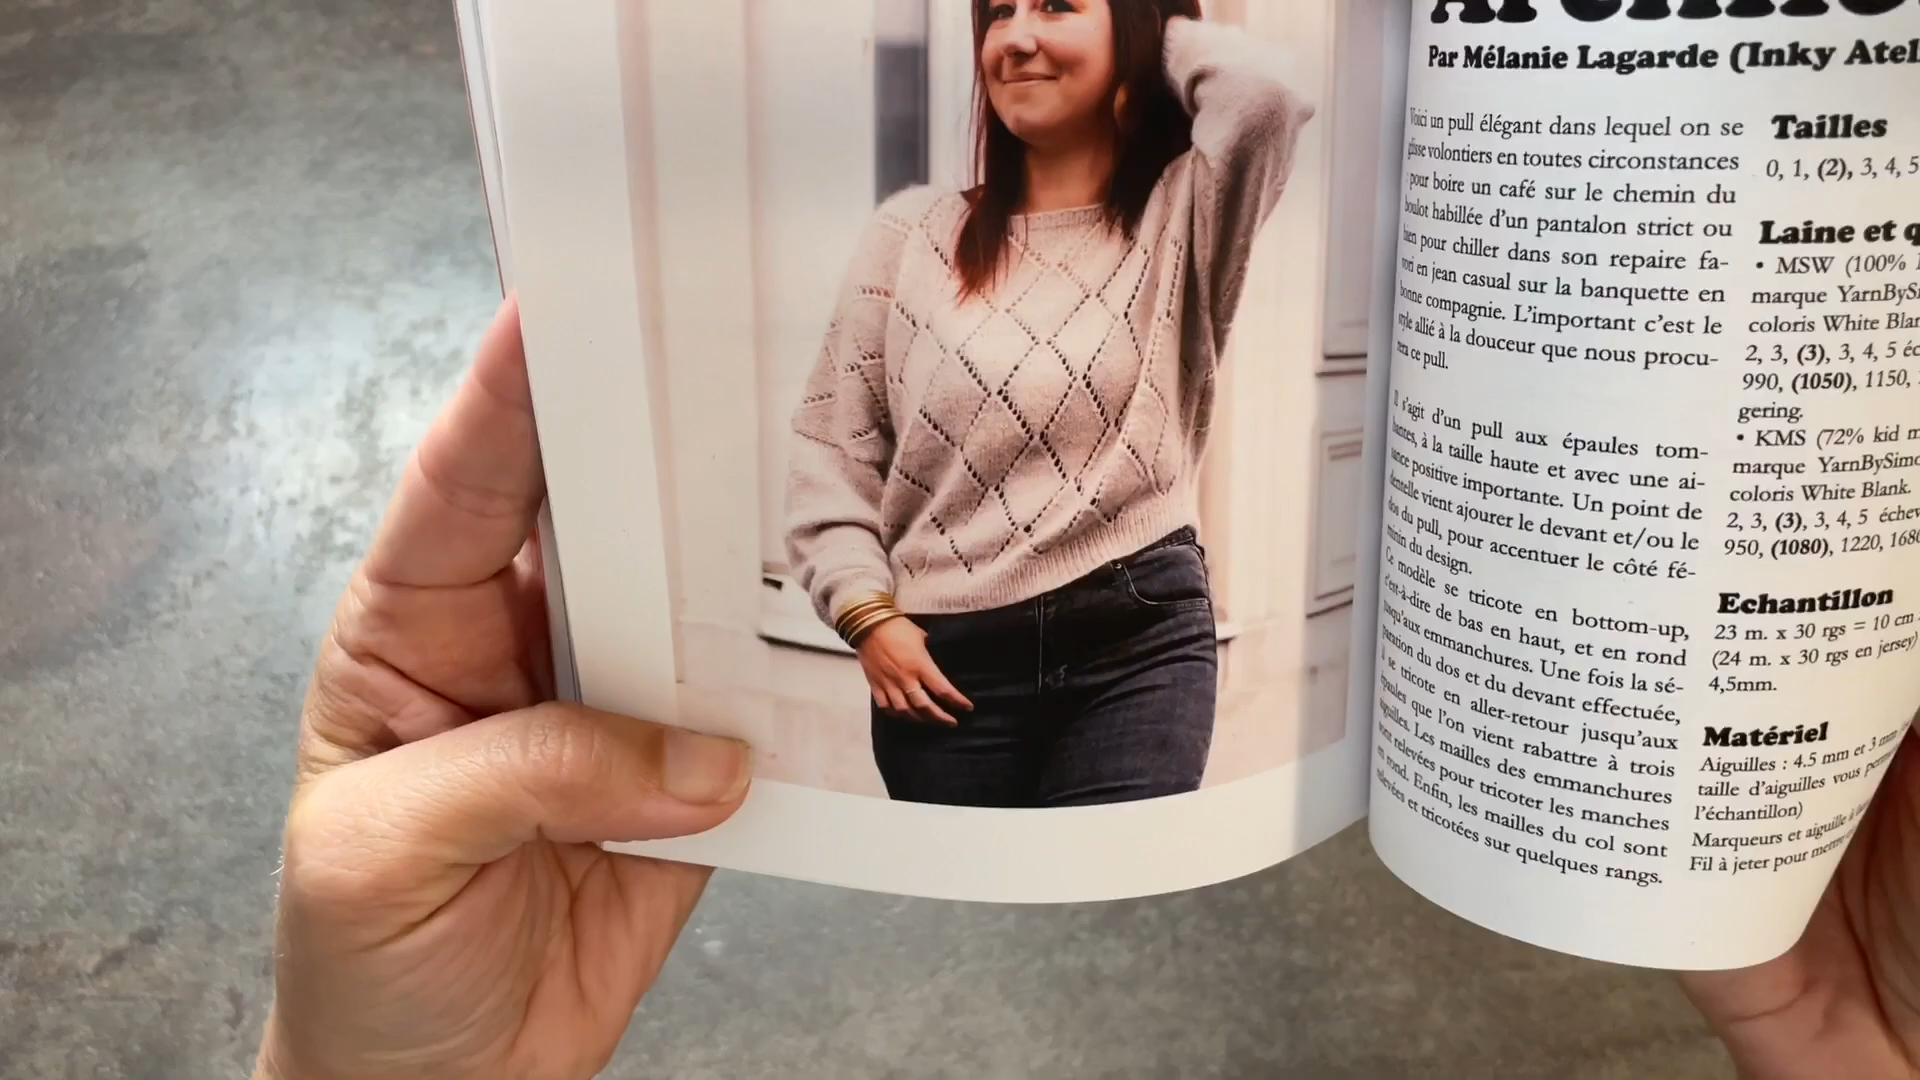 Par Mélanie Lagarde (Inky Atel
Voici un pull élégant dans lequel on se
glisse volontiers en toutes circonstances
pour boire un café sur le chemin du
boulot habillée d'un pantalon strict ou
bien pour chiller dans son repaire fa-
vori en jean casual sur la banquette en
bonne compagnie. L'important c'est le
style allié à la douceur que nous procu-
rera ce pull.
Il s'agit d'un pull aux épaules tom-
bantes, à la taille haute et avec une ai-
sance positive importante. Un point de
dentelle vient ajourer le devant et/ou le
dos du pull, pour accentuer le côté fé-
minin du design.
Ce modèle se tricote en bottom-up,
c'est-à-dire de bas en haut, et en rond
jusqu'aux emmanchures. Une fois la sé-
paration du dos et du devant effectuée,
il se tricote en aller-retour jusqu'aux
épaules que l'on vient rabattre à trois
aiguilles. Les mailles des emmanchures
sont relevées pour tricoter les manches
en rond. Enfin, les mailles du col sont
relevées et tricotées sur quelques rangs.
Tailles
0, 1, (2), 3, 4, 5
Laine et q
• MSW (100%
marque YarnBySi
coloris White Blan
2, 3, (3), 3, 4, 5 éc
990, (1050), 1150,
gering.
• KMS (72% kid m
marque YarnBySimo
coloris White Blank.
2, 3, (3), 3, 4, 5 échev
950, (1080), 1220, 1680
Echantillon
23 m. x 30 rgs = 10 cm
(24 m. x 30 rgs en jersey)
4,5mm.
Matériel
Aiguilles : 4.5 mm et 3 mm
taille d'aiguilles vous perm
l'échantillon)
Marqueurs et aiguille à
Fil à jeter pour mettre